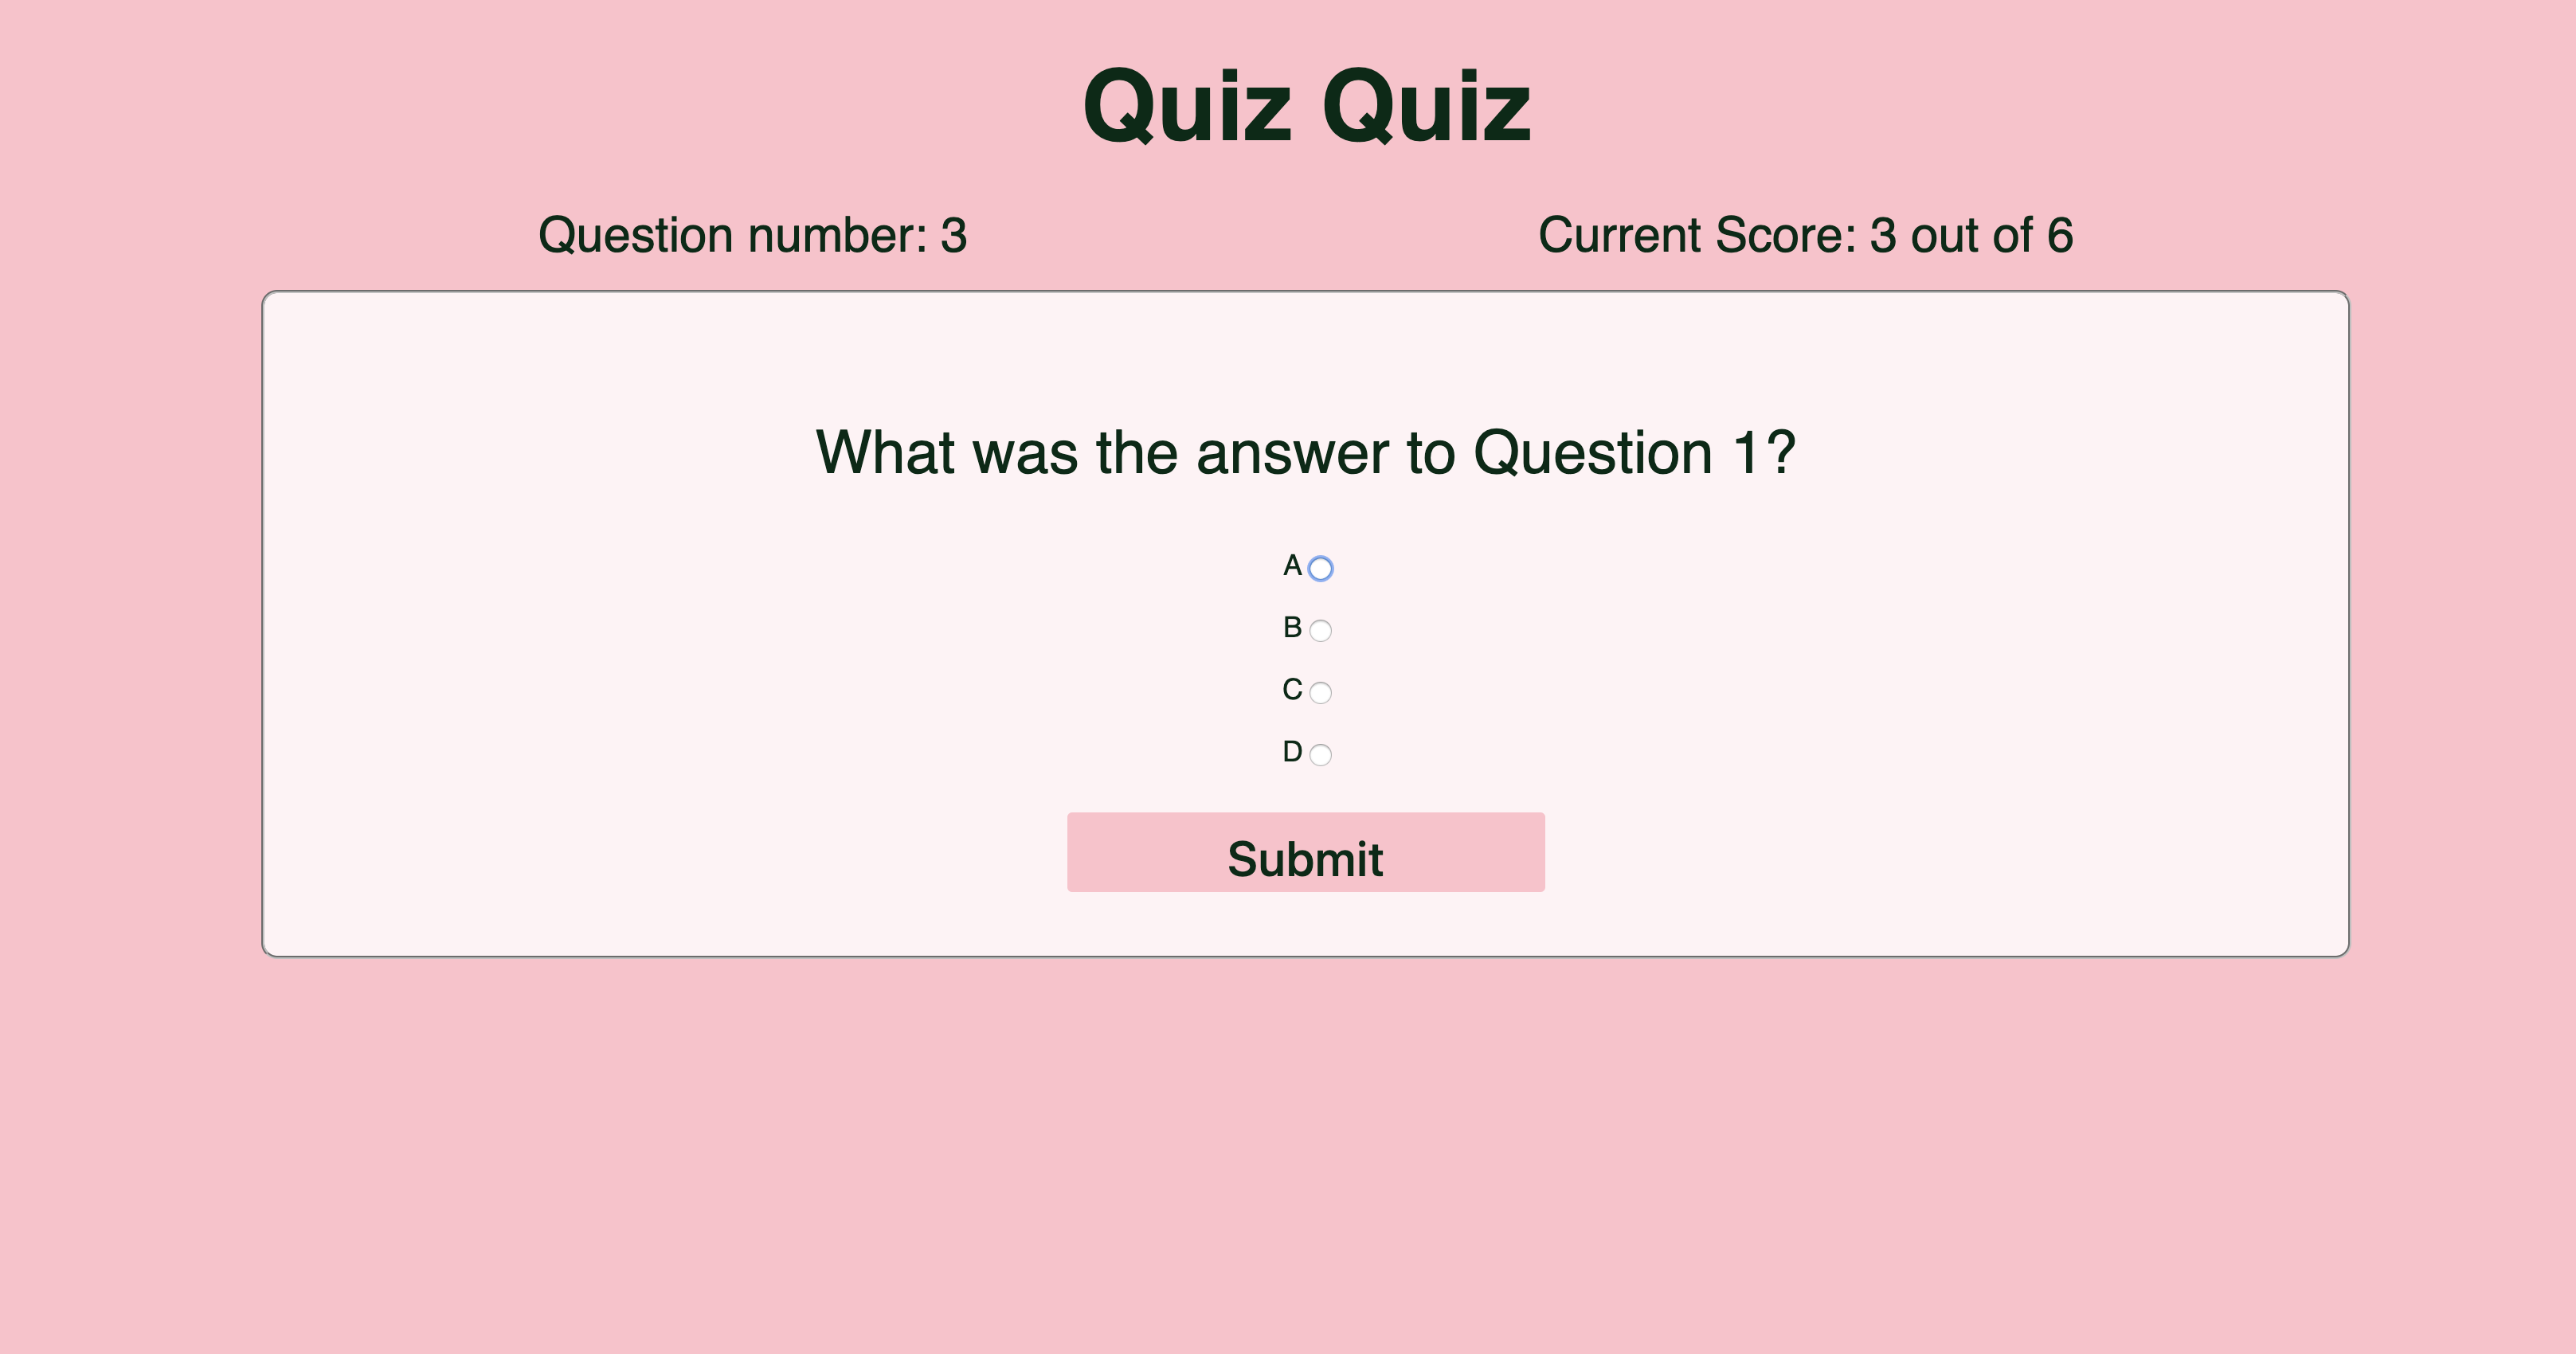 Quiz Quiz
Question number: 3
Current Score: 3 out of 6
What was the answer to Question 1?
A
B
C
D
Submit